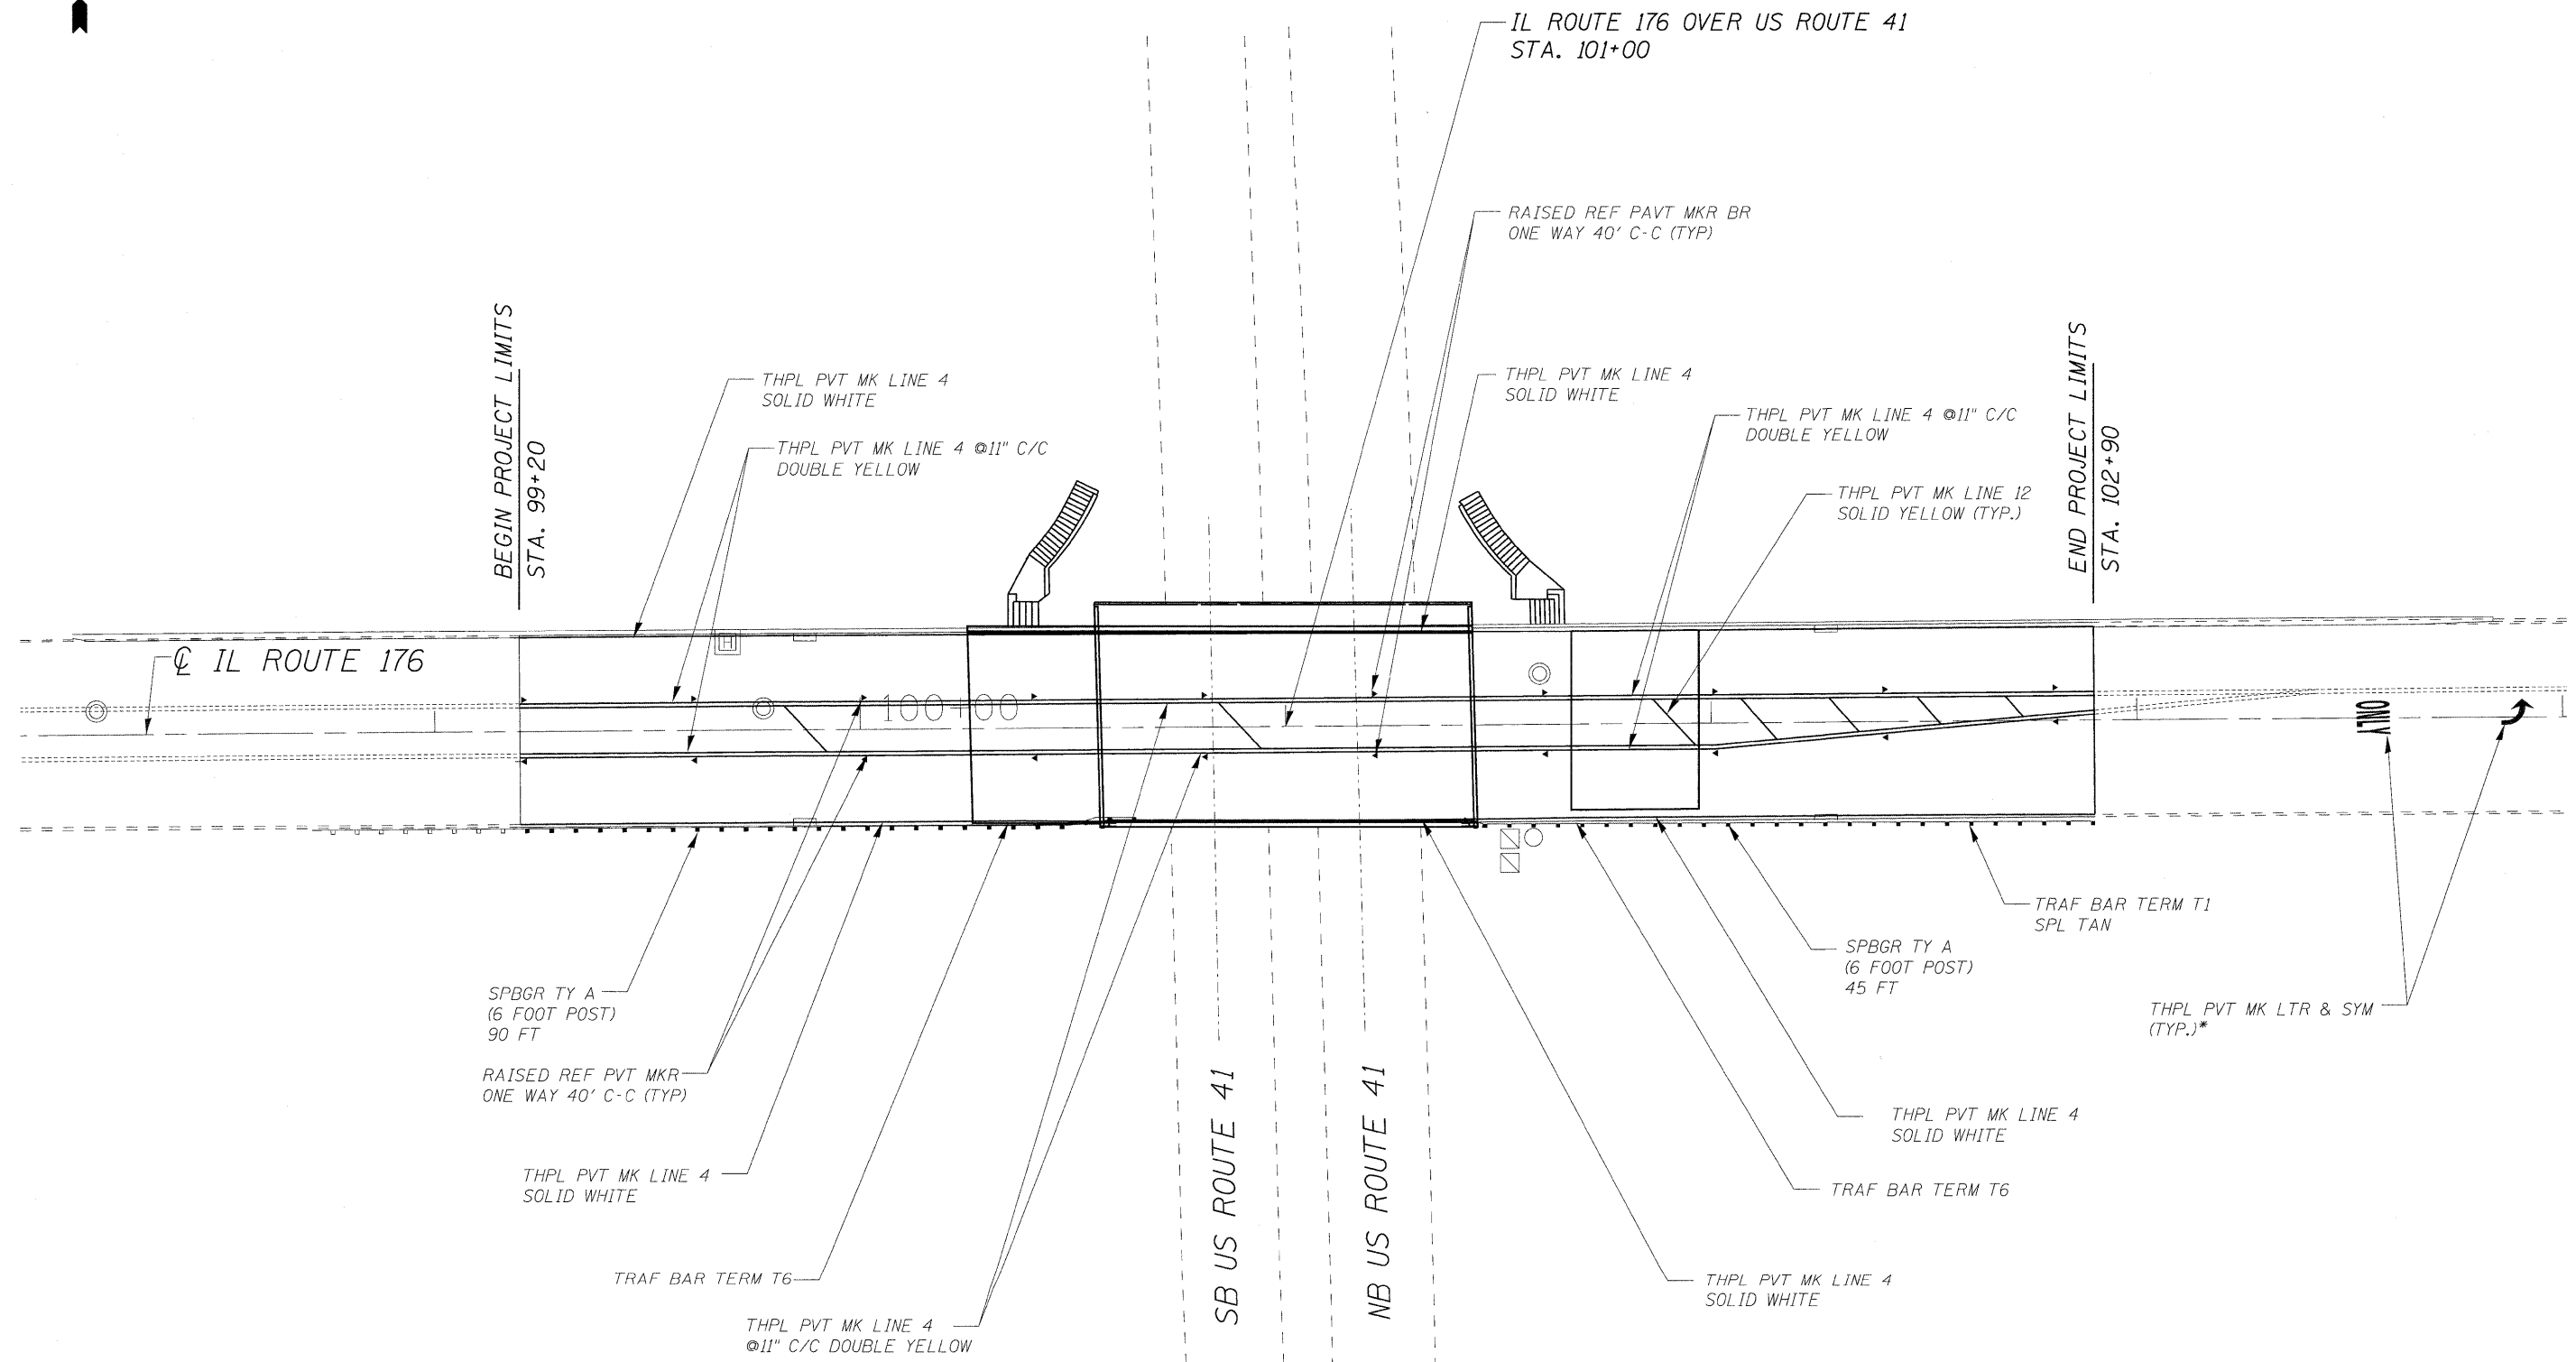 IL ROUTE 176 OVER US ROUTE 41
STA. 101+00
RAISED REF PAVT MKR BR
ONE WAY 40' C-C (TYP)
BEGIN PROJECT LIMITS
STA. 99+20
THPL PVT MK LINE 4
SOLID WHITE
THPL PVT MK LINE 4 @11" C/C
DOUBLE YELLOW
THPL PVT MK LINE 4
SOLID WHITE
THPL PVT MK LINE 4 @11" C/C
DOUBLE YELLOW
THPL PVT MK LINE 12
SOLID YELLOW (TYP.)
END PROJECT LIMITS
STA. 102+90
H
℄ IL ROUTE 176
100+00
ONLY
TRAF BAR TERM T1
SPL TAN
SPBGR TY A
(6 FOOT POST)
45 FT
SPBGR TY A
(6 FOOT POST)
90 FT
THPL PVT MK LTR & SYM
(TYP.)*
RAISED REF PVT MKR
ONE WAY 40' C-C (TYP)
SB US ROUTE 41
NB US ROUTE 41
THPL PVT MK LINE 4
SOLID WHITE
THPL PVT MK LINE 4
SOLID WHITE
TRAF BAR TERM T6
TRAF BAR TERM T6
THPL PVT MK LINE 4
SOLID WHITE
THPL PVT MK LINE 4
@11" C/C DOUBLE YELLOW